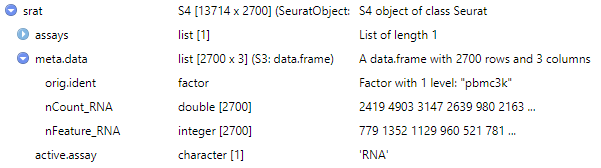 srat S4 [13714 x 2700] (SeuratObject: S4 object of class Seurat
assays list [1] List of length 1
meta.data list [2700 x 3] (S3: data.frame) A data.frame with 2700 rows and 3 columns
orig.ident factor Factor with 1 level: "pbmc3k"
nCount_RNA double [2700] 2419 4903 3147 2639 980 2163 ...
nFeature_RNA integer [2700] 779 1352 1129 960 521 781 ...
active.assay character [1] 'RNA'